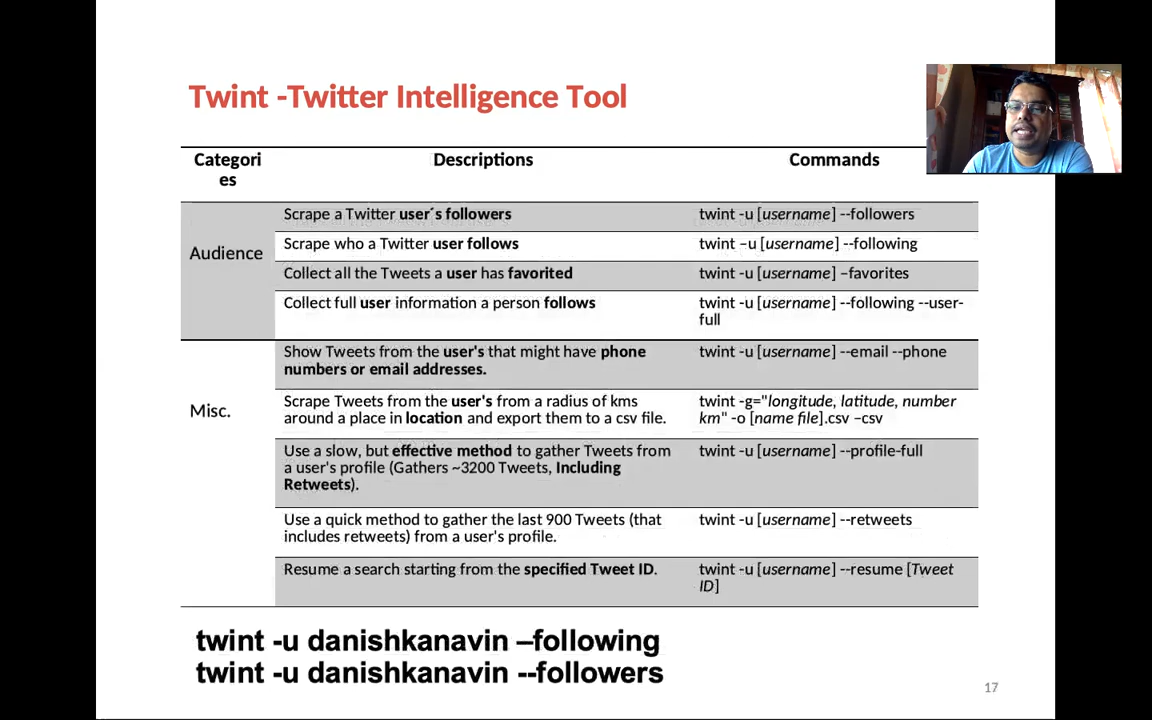 Twint -Twitter Intelligence Tool
Categori
es
Descriptions
Commands
Audience
Scrape a Twitter user´s followers
twint -u [username] --followers
Scrape who a Twitter user follows
twint –u [username] --following
Collect all the Tweets a user has favorited
twint -u [username] –favorites
Collect full user information a person follows
twint -u [username] --following --user-
full
Misc.
Show Tweets from the user's that might have phone
numbers or email addresses.
twint -u [username] --email --phone
Scrape Tweets from the user's from a radius of kms
around a place in location and export them to a csv file.
twint -g="longitude, latitude, number
km" -o [name file].csv –csv
Use a slow, but effective method to gather Tweets from
a user's profile (Gathers ~3200 Tweets, Including
Retweets).
twint -u [username] --profile-full
Use a quick method to gather the last 900 Tweets (that
includes retweets) from a user's profile.
twint -u [username] --retweets
Resume a search starting from the specified Tweet ID.
twint -u [username] --resume [Tweet
ID]
twint -u danishkanavin –following
twint -u danishkanavin --followers
17